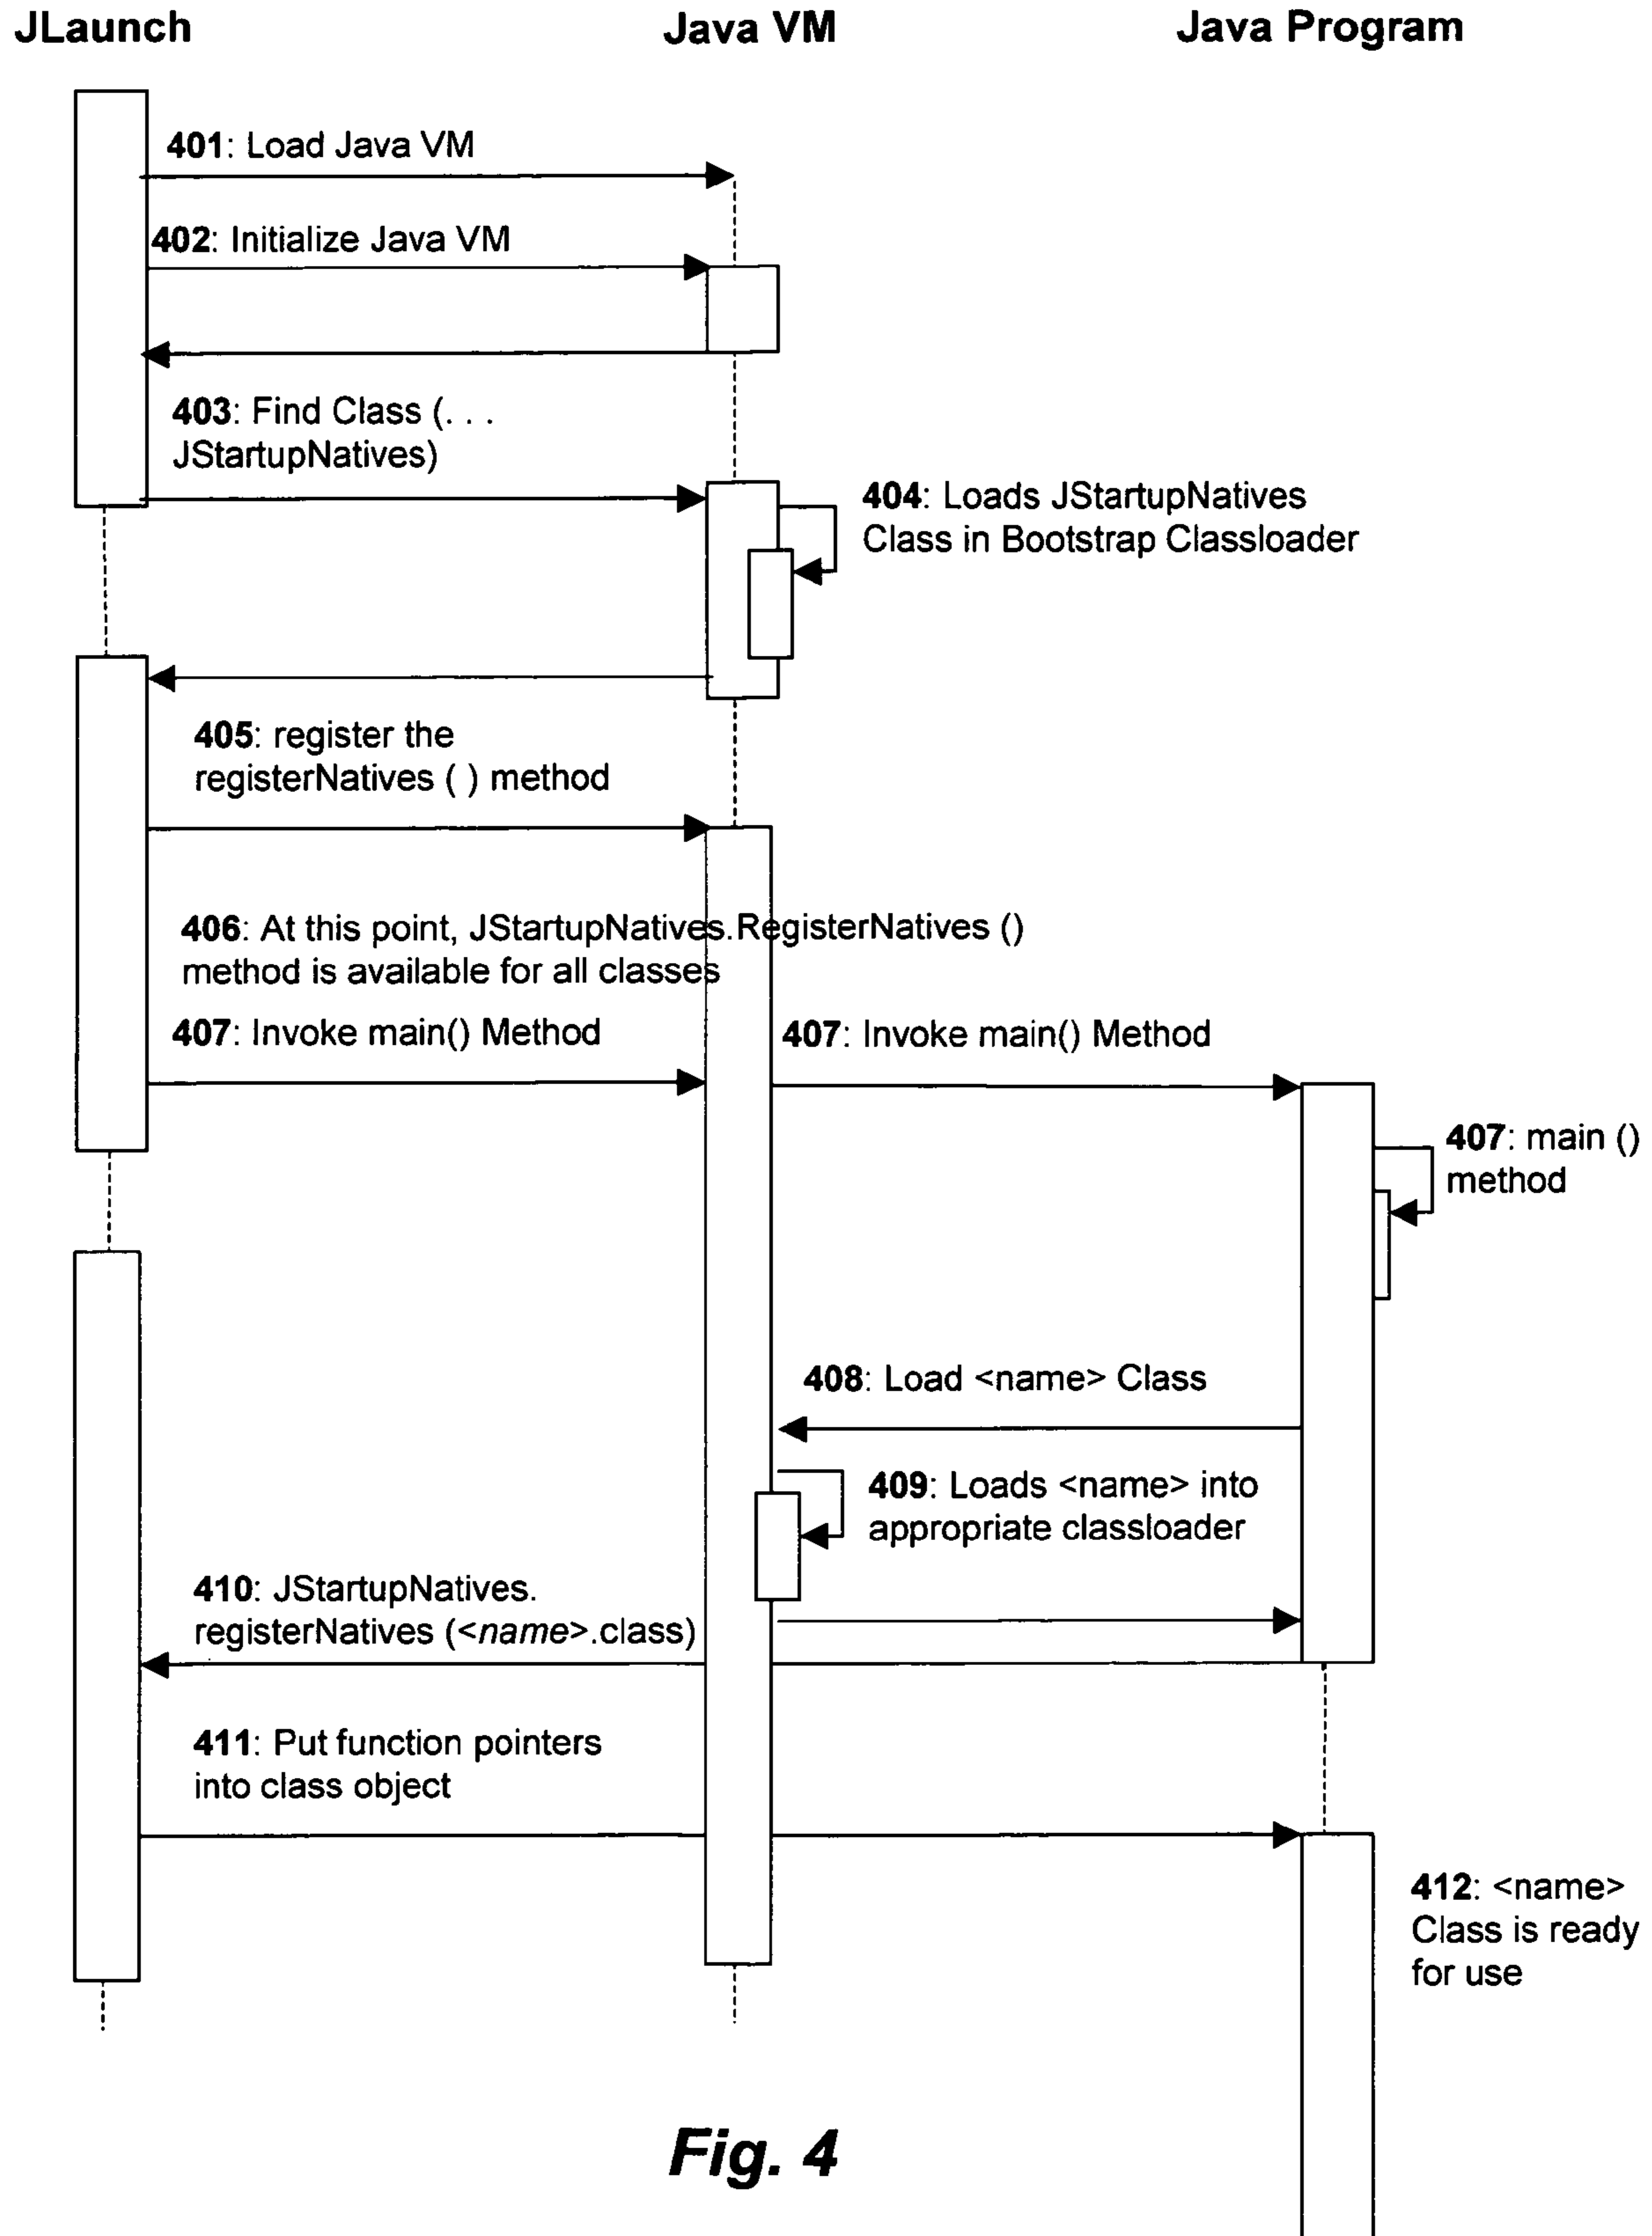 JLaunch Java VM Java Program
401: Load Java VM
402: Initialize Java VM
403: Find Class (. . .
JStartupNatives)
404: Loads JStartupNatives
Class in Bootstrap Classloader
405: register the
registerNatives ( ) method
406: At this point, JStartupNatives.RegisterNatives ()
method is available for all classes
407: Invoke main() Method
407: Invoke main() Method
407: main ()
method
408: Load <name> Class
409: Loads <name> into
appropriate classloader
410: JStartupNatives.
registerNatives (<name>.class)
411: Put function pointers
into class object
412: <name>
Class is ready
for use
Fig. 4